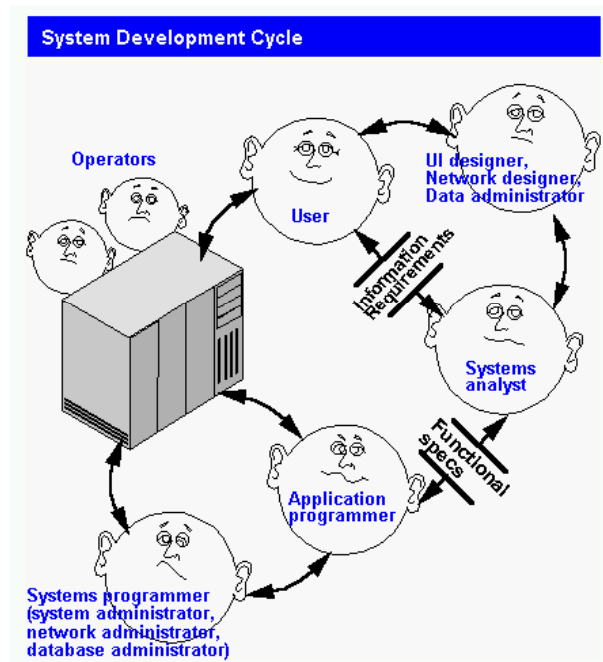 System Development Cycle
Operators
User
UI designer,
Network designer,
Data administrator
Information
Requirements
Systems
analyst
Functional
specs
Application
programmer
Systems programmer
(system administrator,
network administrator,
database administrator)